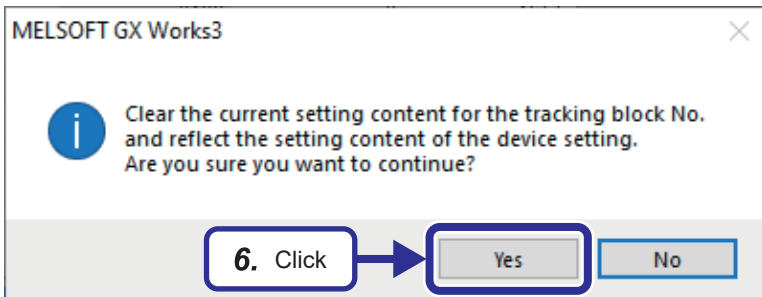 MELSOFT GX Works3
Clear the current setting content for the tracking block No.
and reflect the setting content of the device setting.
Are you sure you want to continue?
6. Click
Yes
No